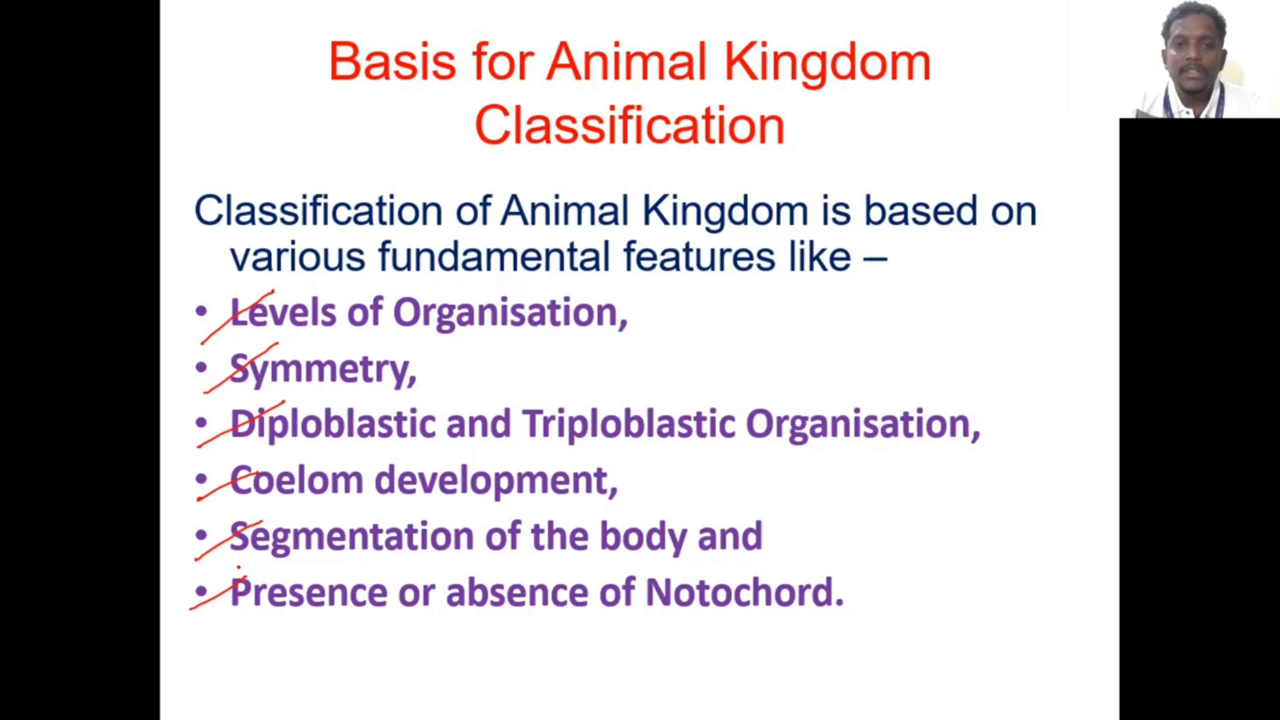 Basis for Animal Kingdom
Classification
Classification of Animal Kingdom is based on
various fundamental features like –
• Levels of Organisation,
• Symmetry,
• Diploblastic and Triploblastic Organisation,
• Coelom development,
• Segmentation of the body and
• Presence or absence of Notochord.